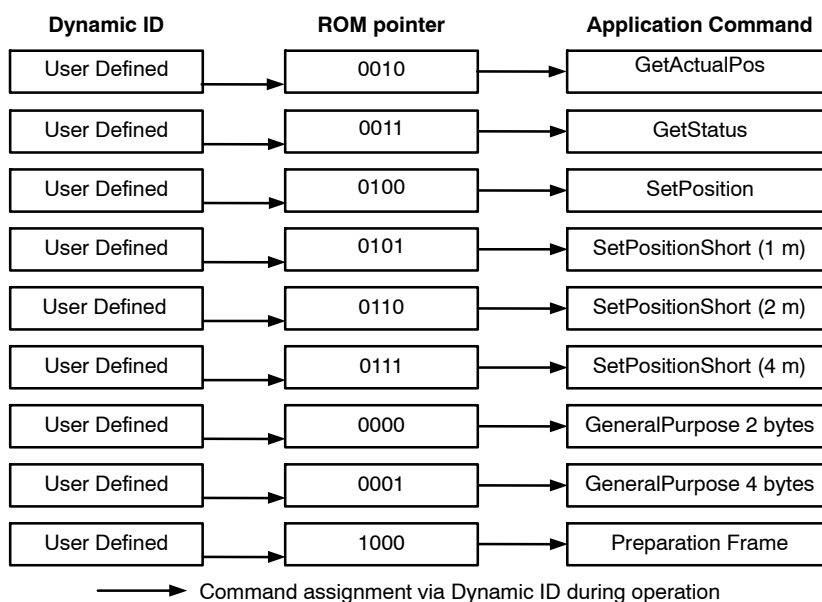 Dynamic ID ROM pointer Application Command
User Defined 0010 GetActualPos
User Defined 0011 GetStatus
User Defined 0100 SetPosition
User Defined 0101 SetPositionShort (1 m)
User Defined 0110 SetPositionShort (2 m)
User Defined 0111 SetPositionShort (4 m)
User Defined 0000 GeneralPurpose 2 bytes
User Defined 0001 GeneralPurpose 4 bytes
User Defined 1000 Preparation Frame
Command assignment via Dynamic ID during operation